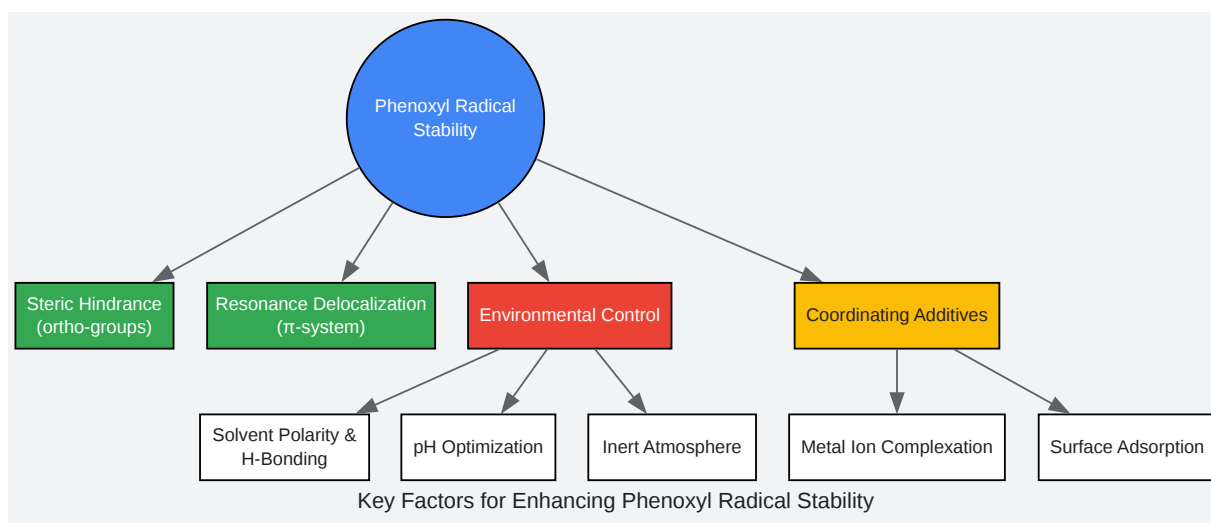 Phenoxyl Radical
Stability
Steric Hindrance
(ortho-groups)
Resonance Delocalization
(π-system)
Environmental Control
Coordinating Additives
Solvent Polarity &
H-Bonding
pH Optimization
Inert Atmosphere
Metal Ion Complexation
Surface Adsorption
Key Factors for Enhancing Phenoxyl Radical Stability